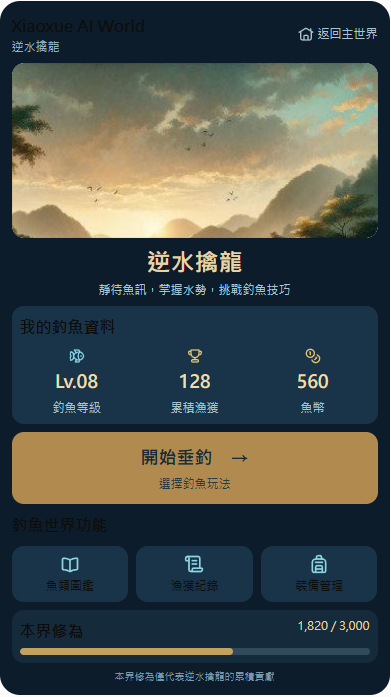 Xiaoxue AI World
逆水擒龍
返回主世界
逆水擒龍
靜待魚訊，掌握水勢，挑戰釣魚技巧
我的釣魚資料
Lv.08
128
560
釣魚等級
累積漁獲
魚幣
開始垂釣 →
選擇釣魚玩法
釣魚世界功能
魚類圖鑑
漁獲紀錄
裝備管理
本界修為
1,820 / 3,000
本界修為僅代表逆水擒龍的累積貢獻